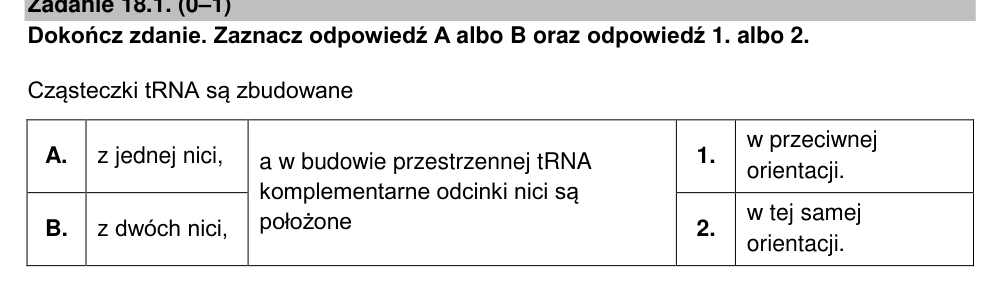 Zadanie 18.1. (0–1)
Dokończ zdanie. Zaznacz odpowiedź A albo B oraz odpowiedź 1. albo 2.
Cząsteczki tRNA są zbudowane
A. z jednej nici,
B. z dwóch nici,
a w budowie przestrzennej tRNA
komplementarne odcinki nici są
położone
1. w przeciwnej
orientacji.
2. w tej samej
orientacji.